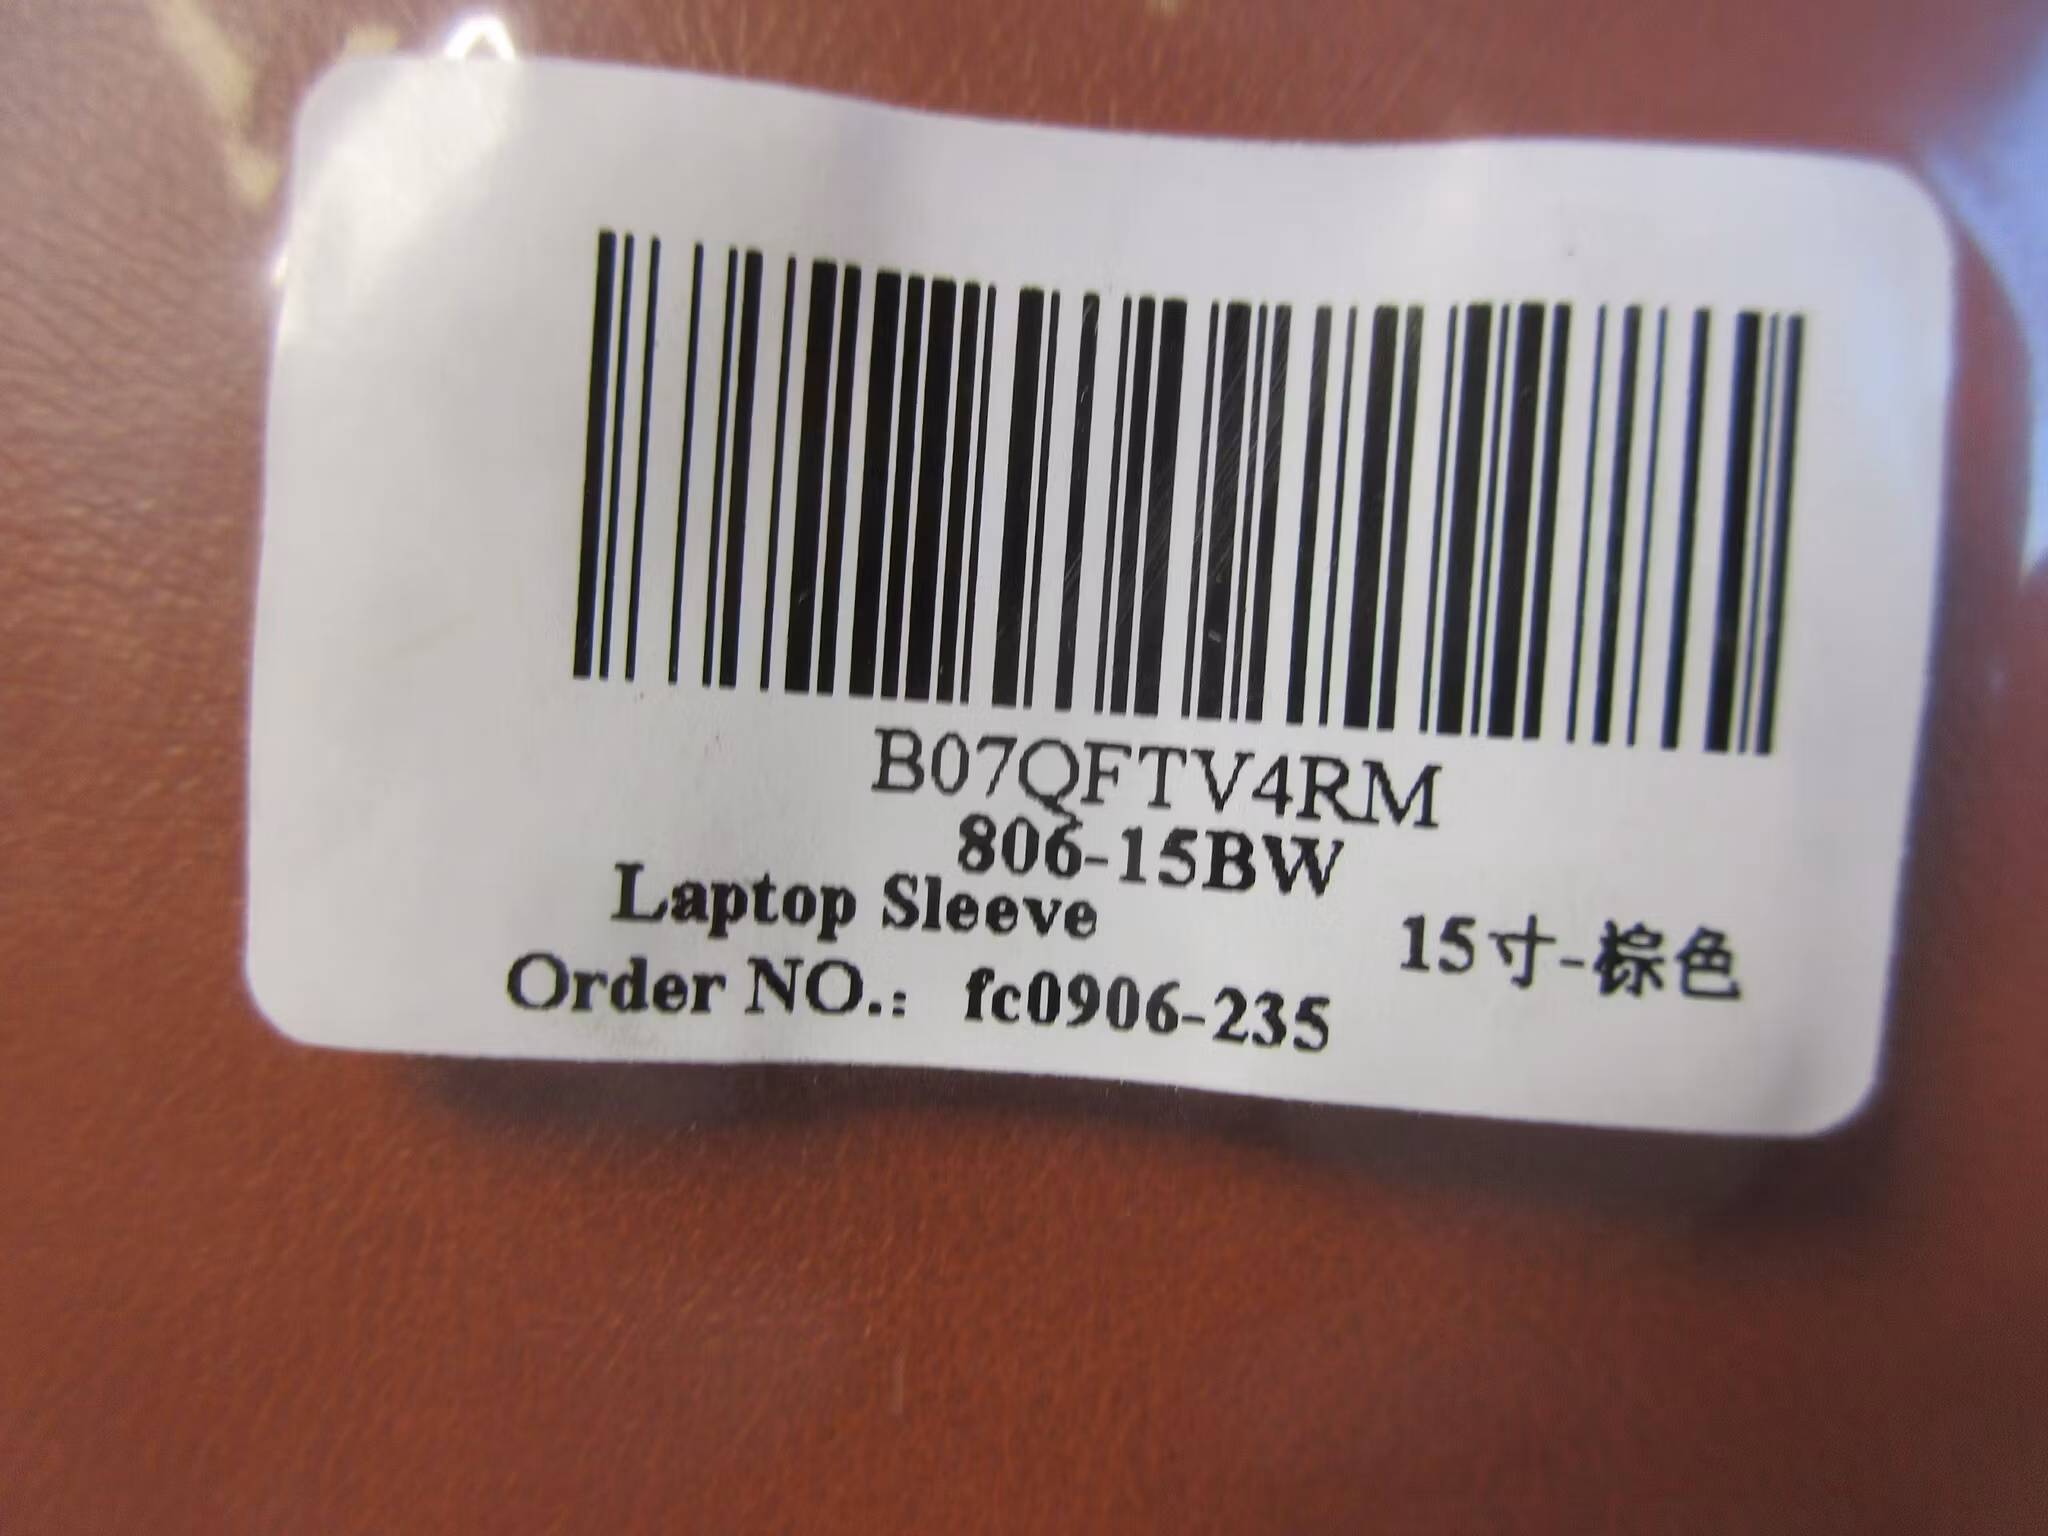 B07QFTV4RM
806-15BW
Laptop Sleeve 15寸-棕色
Order NO.: fc0906-235